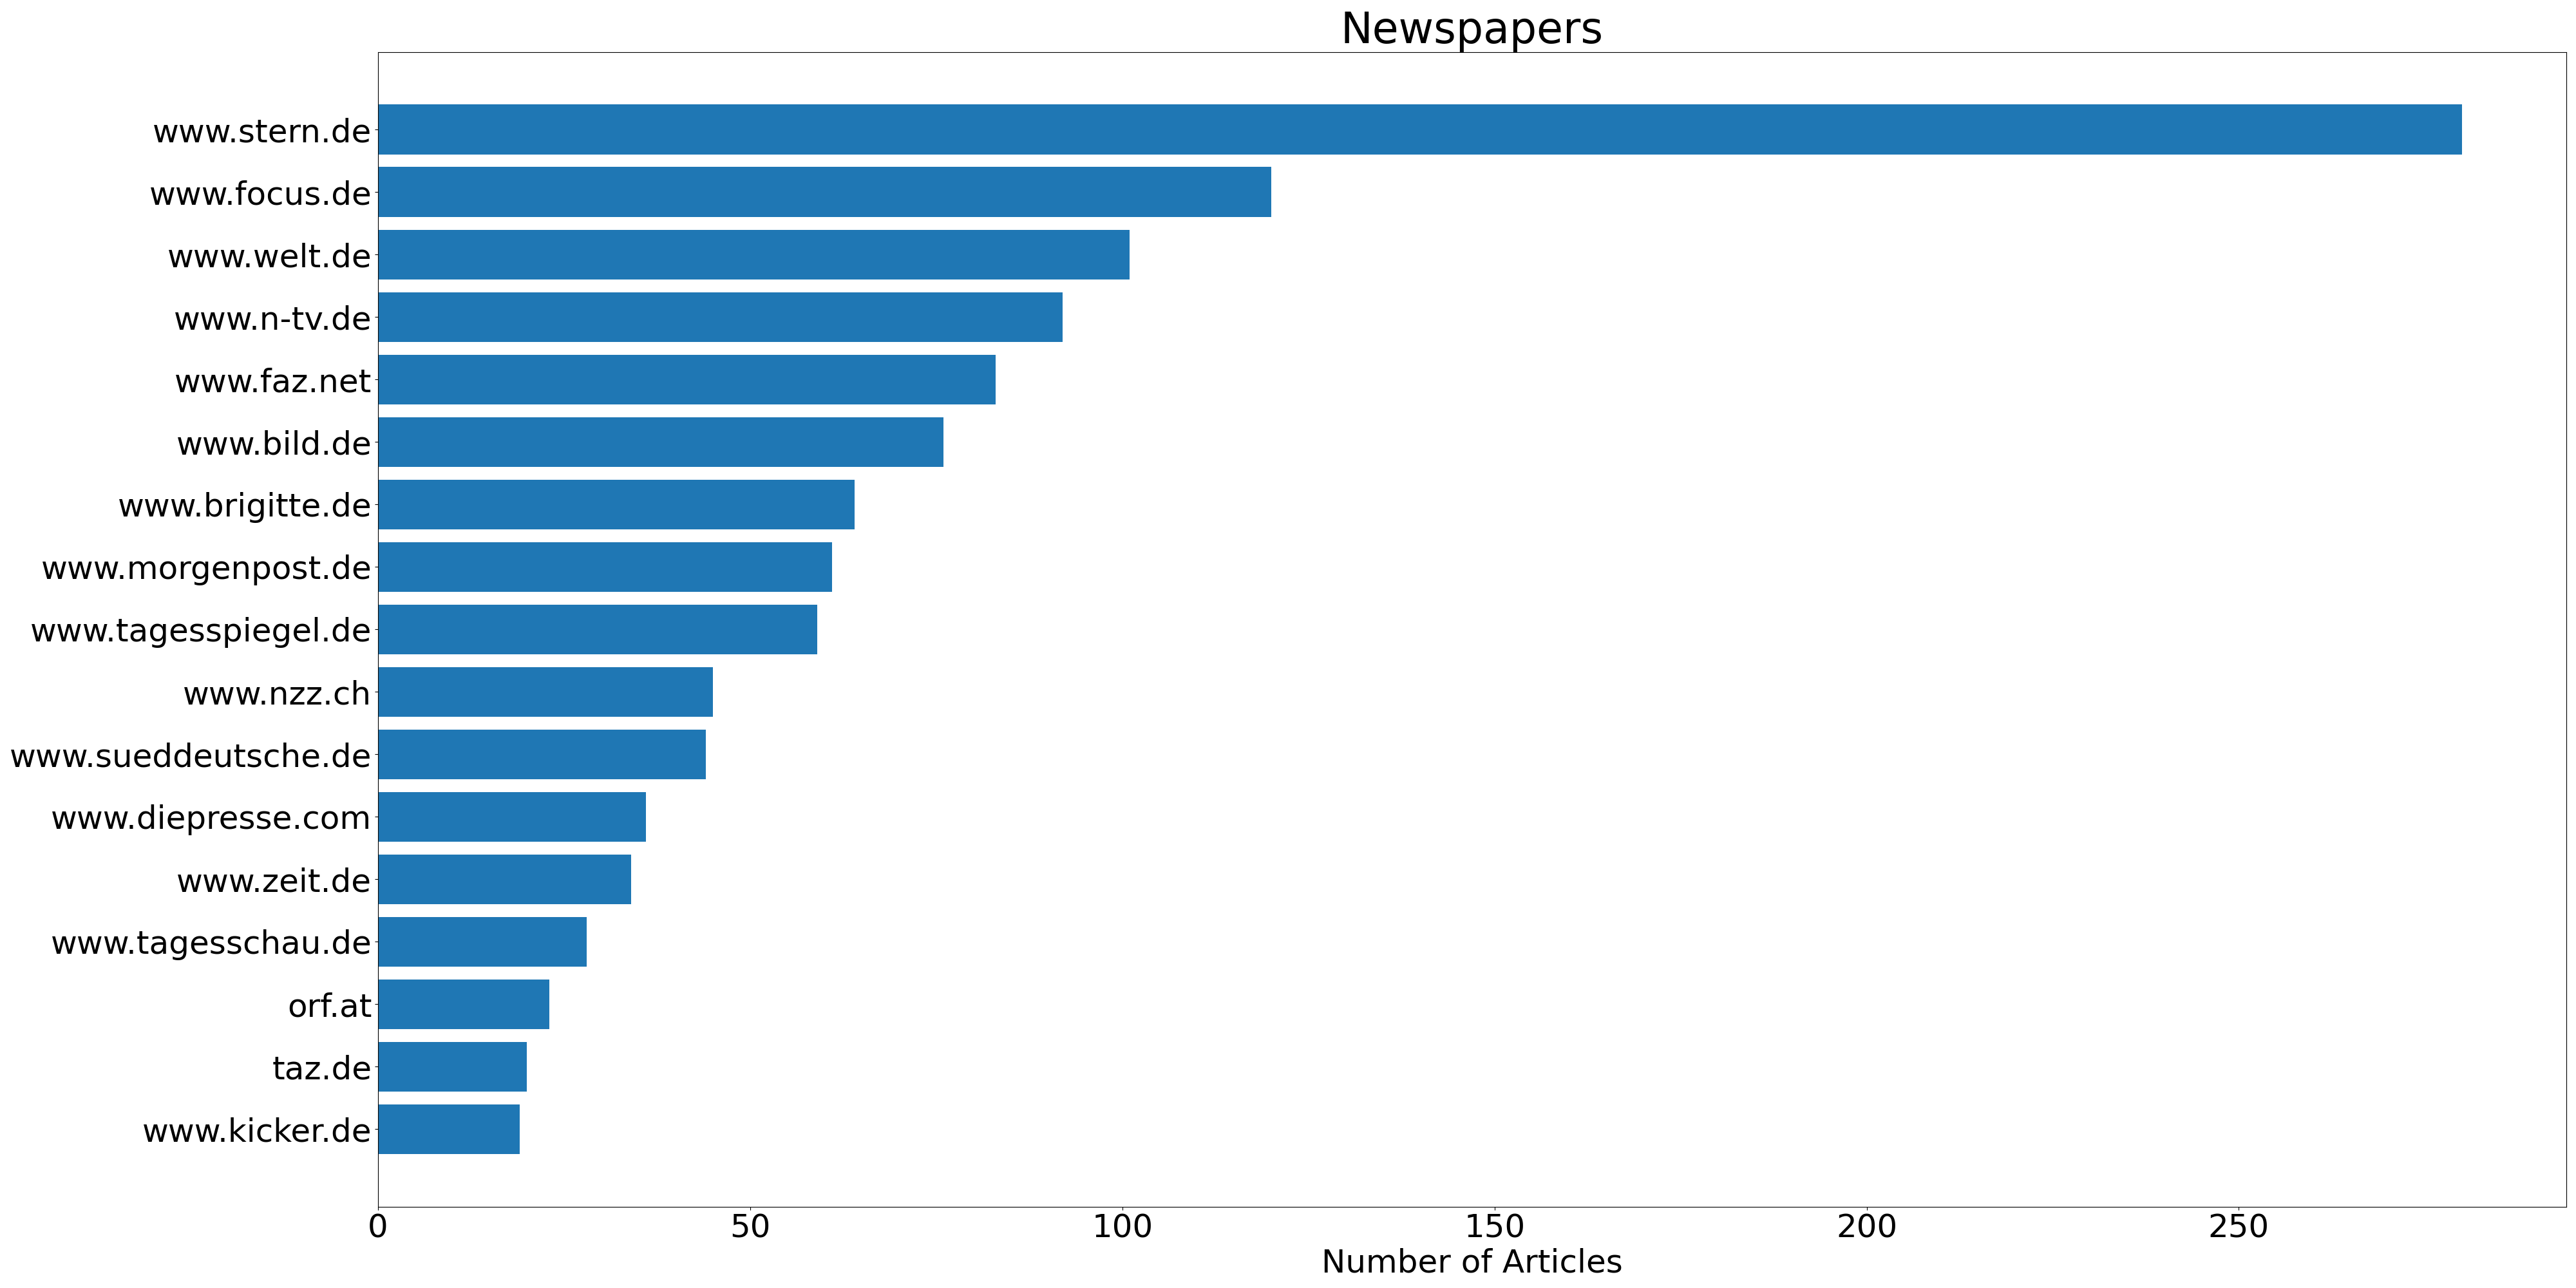 Newspapers
www.stern.de
www.focus.de
www.welt.de
www.n-tv.de
www.faz.net
www.bild.de
www.brigitte.de
www.morgenpost.de
www.tagesspiegel.de
www.nzz.ch
www.sueddeutsche.de
www.diepresse.com
www.zeit.de
www.tagesschau.de
orf.at
taz.de
www.kicker.de
0 50 100 150 200 250
Number of Articles